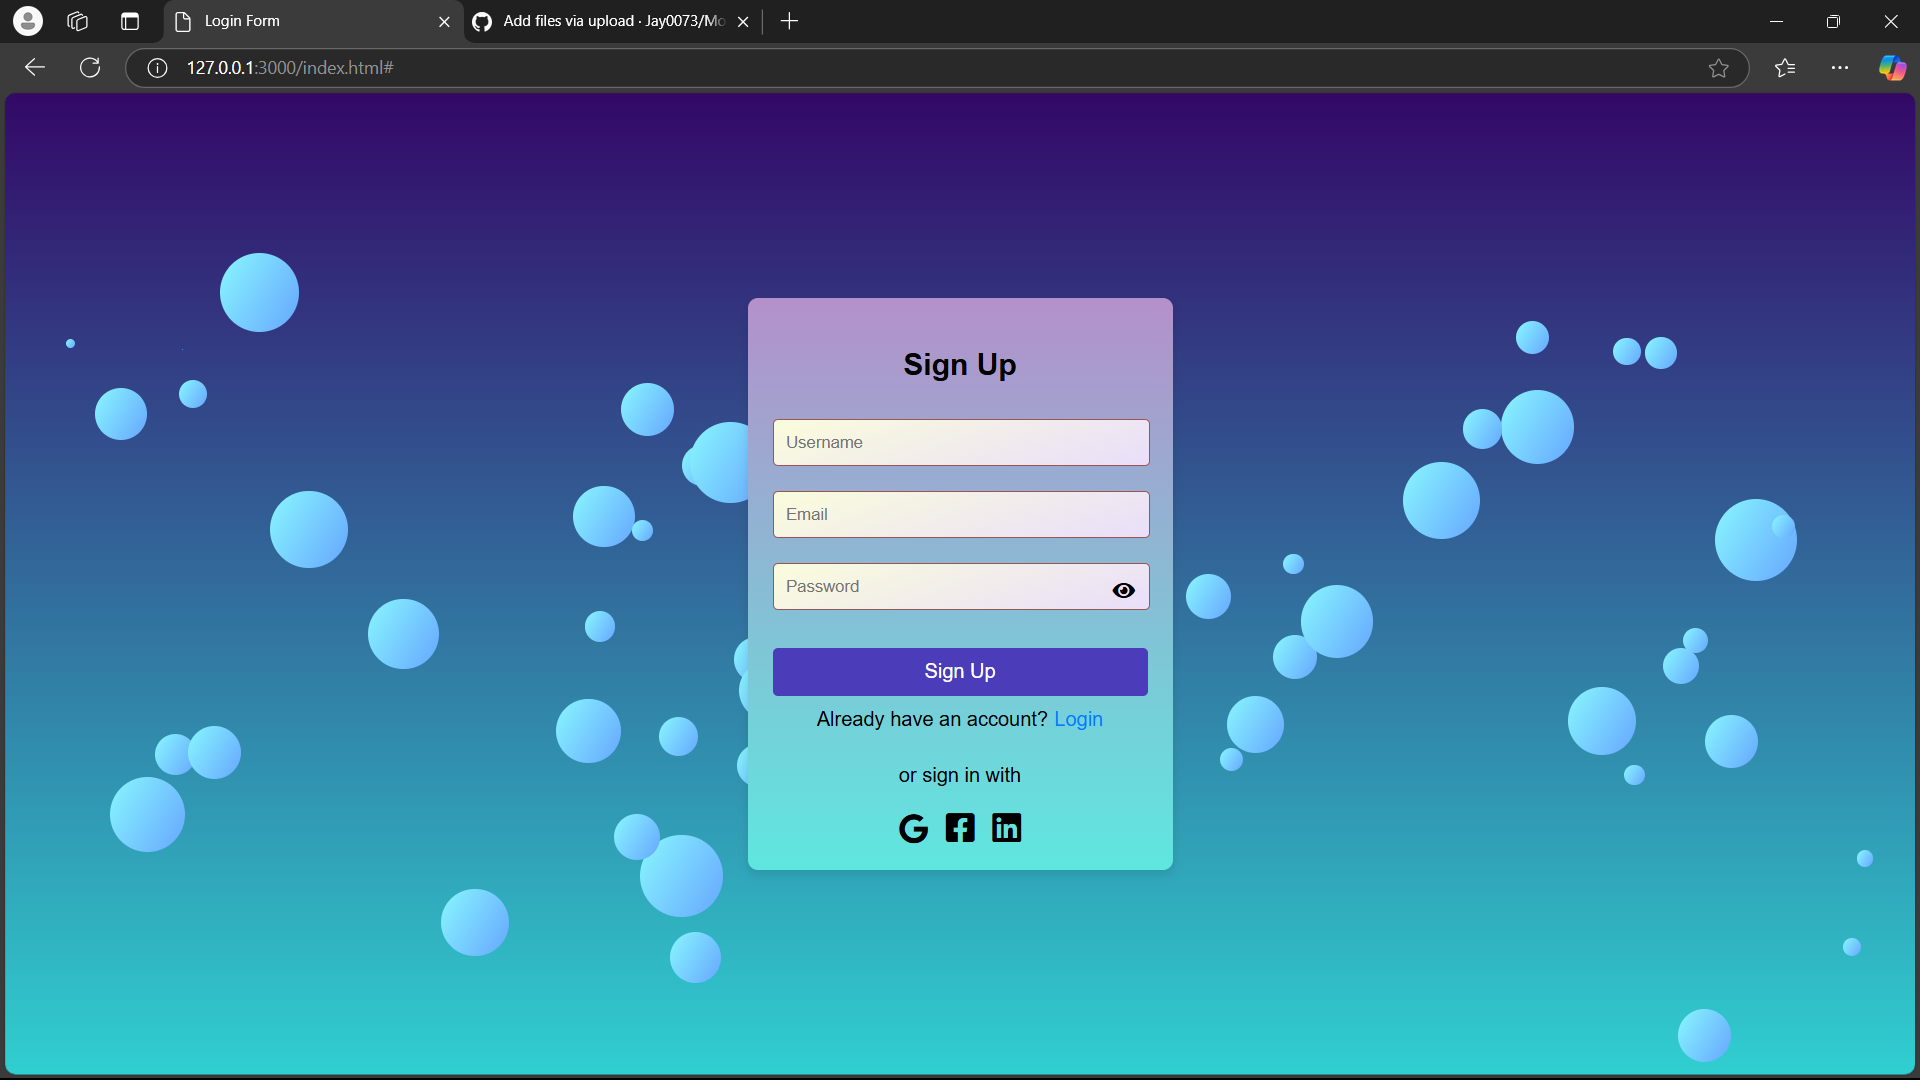 Login Form
Add files via upload · Jay0073/Mo
127.0.0.1:3000/index.html#
Sign Up
Username
Email
Password
Sign Up
Already have an account? Login
or sign in with